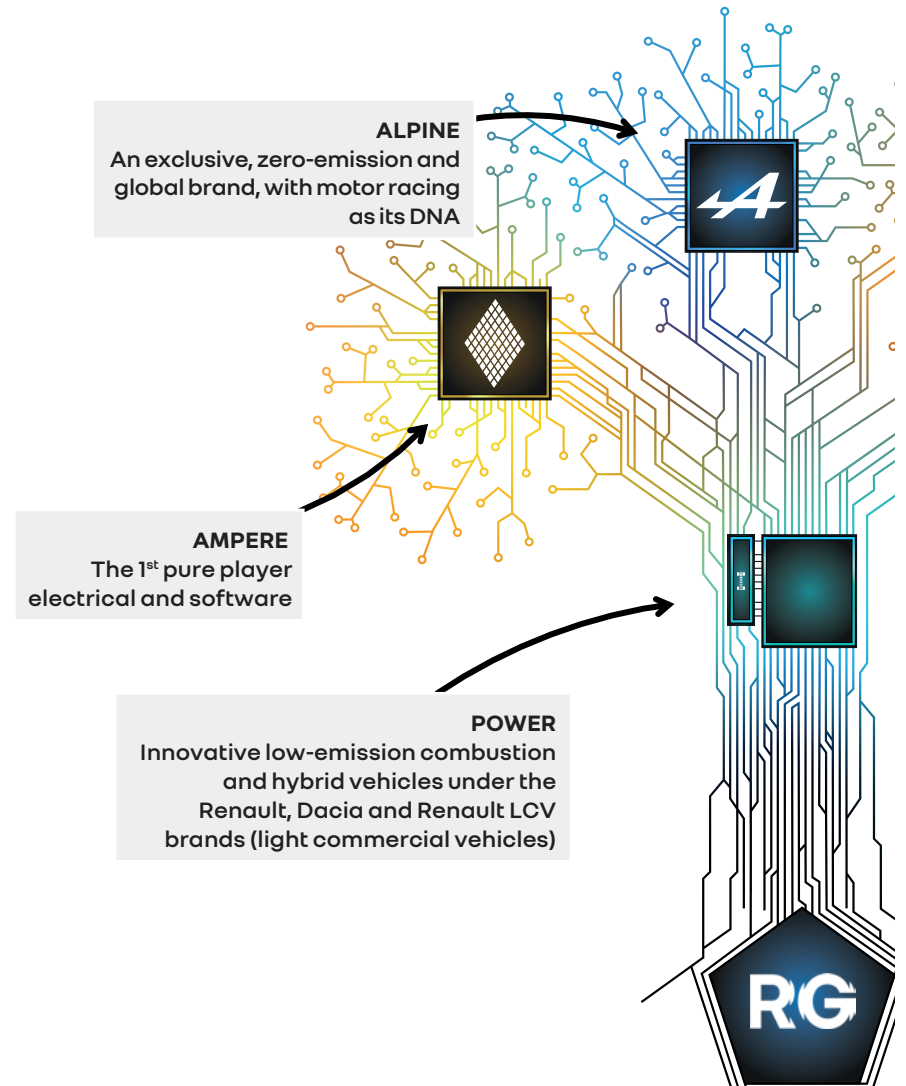 ALPINE
An exclusive, zero-emission and
global brand, with motor racing
as its DNA
AMPERE
The 1st pure player
electrical and software
POWER
Innovative low-emission combustion
and hybrid vehicles under the
Renault, Dacia and Renault LCV
brands (light commercial vehicles)
RG